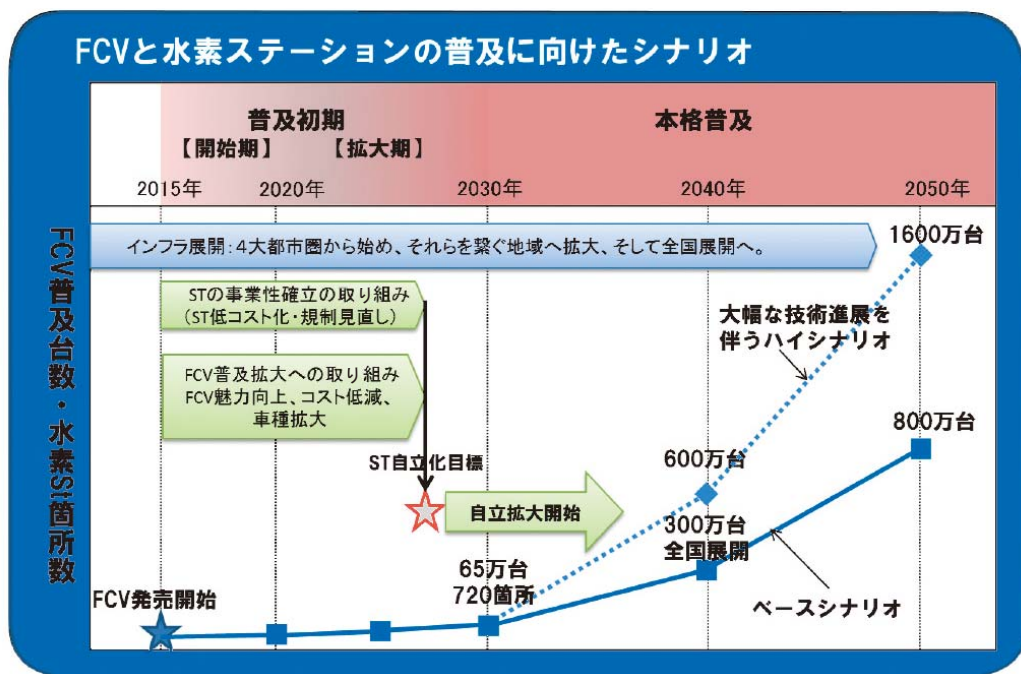 FCVと水素ステーションの普及に向けたシナリオ
普及初期
本格普及
【開始期】
【拡大期】
2015年
2020年
2030年
2040年
2050年
FCV普及台数・水素St箇所数
インフラ展開：4大都市圏から始め、それらを繋ぐ地域へ拡大、そして全国展開へ。
1600万台
STの事業性確立の取り組み
（ST低コスト化・規制見直し）
大幅な技術進展を
伴うハイシナリオ
FCV普及拡大への取り組み
FCV魅力向上、コスト低減、
車種拡大
800万台
ST自立化目標
600万台
自立拡大開始
300万台
全国展開
65万台
720箇所
FCV発売開始
ベースシナリオ